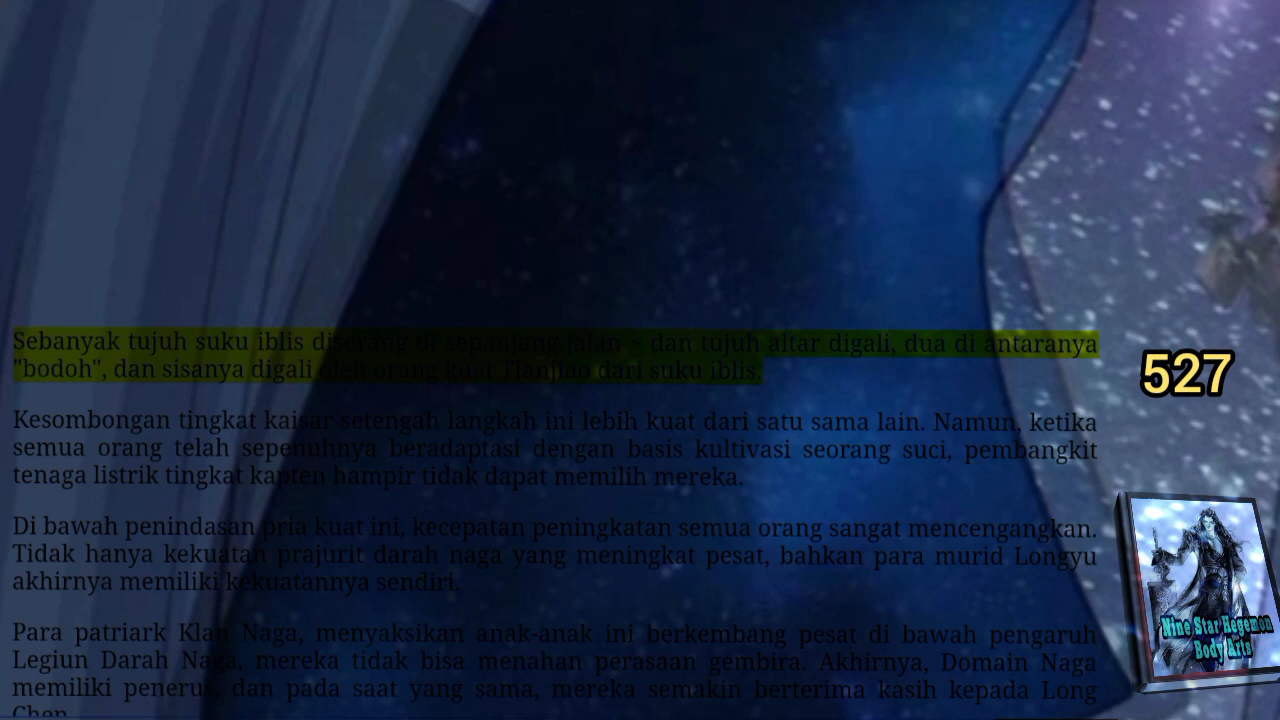 Sebanyak tujuh suku iblis diserang di sepanjang jalan ~ dan tujuh altar digali, dua di antaranya
"bodoh", dan sisanya digali oleh orang kuat Tianjiao dari suku iblis.
Kesombongan tingkat kaisar setengah langkah ini lebih kuat dari satu sama lain. Namun, ketika
semua orang telah sepenuhnya beradaptasi dengan basis kultivasi seorang suci, pembangkit
tenaga listrik tingkat kapten hampir tidak dapat memilih mereka.
Di bawah penindasan pria kuat ini, kecepatan peningkatan semua orang sangat mencengangkan.
Tidak hanya kekuatan prajurit darah naga yang meningkat pesat, bahkan para murid Longyu
akhirnya memiliki kekuatannya sendiri.
Para patriark Klan Naga, menyaksikan anak-anak ini berkembang pesat di bawah pengaruh
Legiun Darah Naga, mereka tidak bisa menahan perasaan gembira. Akhirnya, Domain Naga
memiliki penerus, dan pada saat yang sama, mereka semakin berterima kasih kepada Long
Chen.
527
Nine Star Hegemon
Body Arts